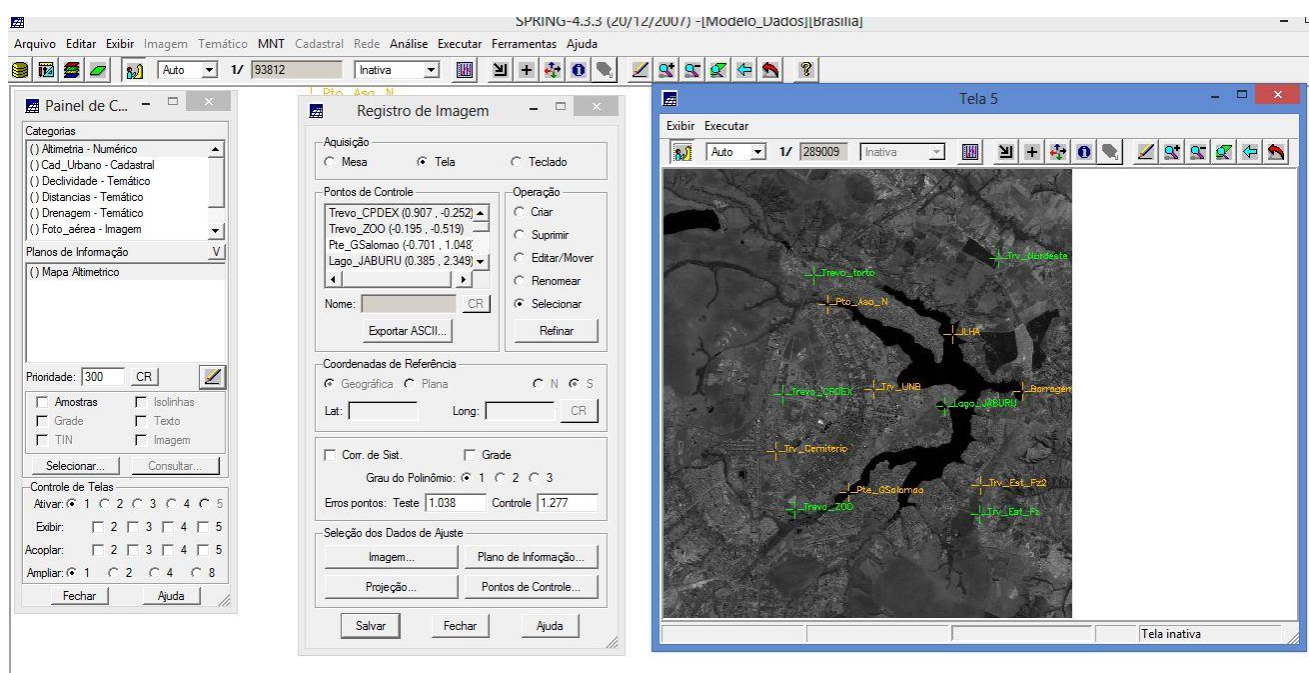 SPRING-4.3.3 (20/12/2007) -[Modelo_Dados][Brasilia]
Arquivo Editar Exibir Imagem Temático MNT Cadastral Rede Análise Executar Ferramentas Ajuda
Auto 1/ 93812 Inativa
Pto_Asa_N
Painel de C...
Categorias
() Altimetria - Numérico
() Cad_Urbano - Cadastral
() Declividade - Temático
() Distancias - Temático
() Drenagem - Temático
() Foto_aérea - Imagem
Planos de Informação V
() Mapa Altimetrico
Prioridade: 300 CR
Amostras Isolinhas
Grade Texto
TIN Imagem
Selecionar... Consultar...
Controle de Telas
Ativar: 1 2 3 4 5
Exibir: 2 3 4 5
Acoplar: 2 3 4 5
Ampliar: 1 2 4 8
Fechar Ajuda
Registro de Imagem
Aquisição
Mesa Tela Teclado
Pontos de Controle
Trevo_CPDEX (0.907 , -0.252)
Trevo_ZOO (-0.195 , -0.519)
Pte_GSalomao (-0.701 , 1.048)
Lago_JABURU (0.385 , 2.349)
Nome: CR
Exportar ASCII...
Operação
Criar
Suprimir
Editar/Mover
Renomear
Selecionar
Refinar
Coordenadas de Referência
Geográfica Plana N S
Lat: Long: CR
Corr. de Sist. Grade
Grau do Polinômio: 1 2 3
Erros pontos: Teste 1.038 Controle 1.277
Seleção dos Dados de Ajuste
Imagem... Plano de Informação...
Projeção... Pontos de Controle...
Salvar Fechar Ajuda
Tela 5
Exibir Executar
Auto 1/ 289009 Inativa
Trv_Nordeste
Trevo_torto
Pto_Asa_N
ILHA
Trevo_CPDEX
Trv_UNB
Barragem
Lago_JABURU
Trv_Cemiterio
Trv_Est_Fz2
Pte_GSalomao
Trevo_ZOO
Trv_Est_Fz
Tela inativa